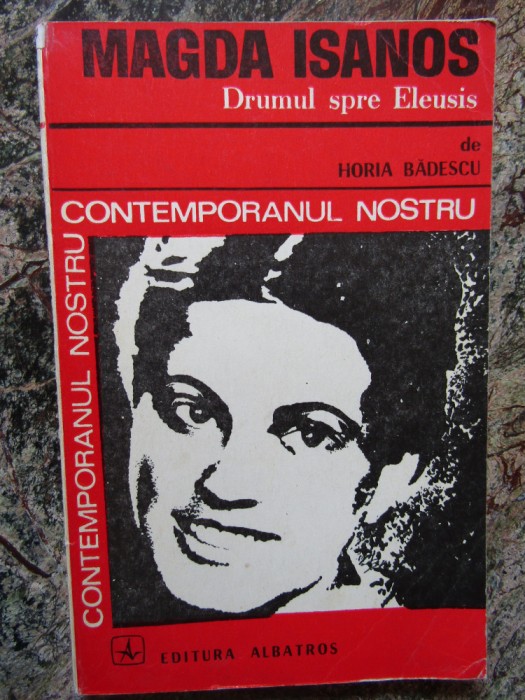 MAGDA ISANOS
Drumul spre Eleusis
de
HORIA BĂDESCU
CONTEMPORANUL NOSTRU
CONTEMPORANUL NOSTRU
EDITURA ALBATROS